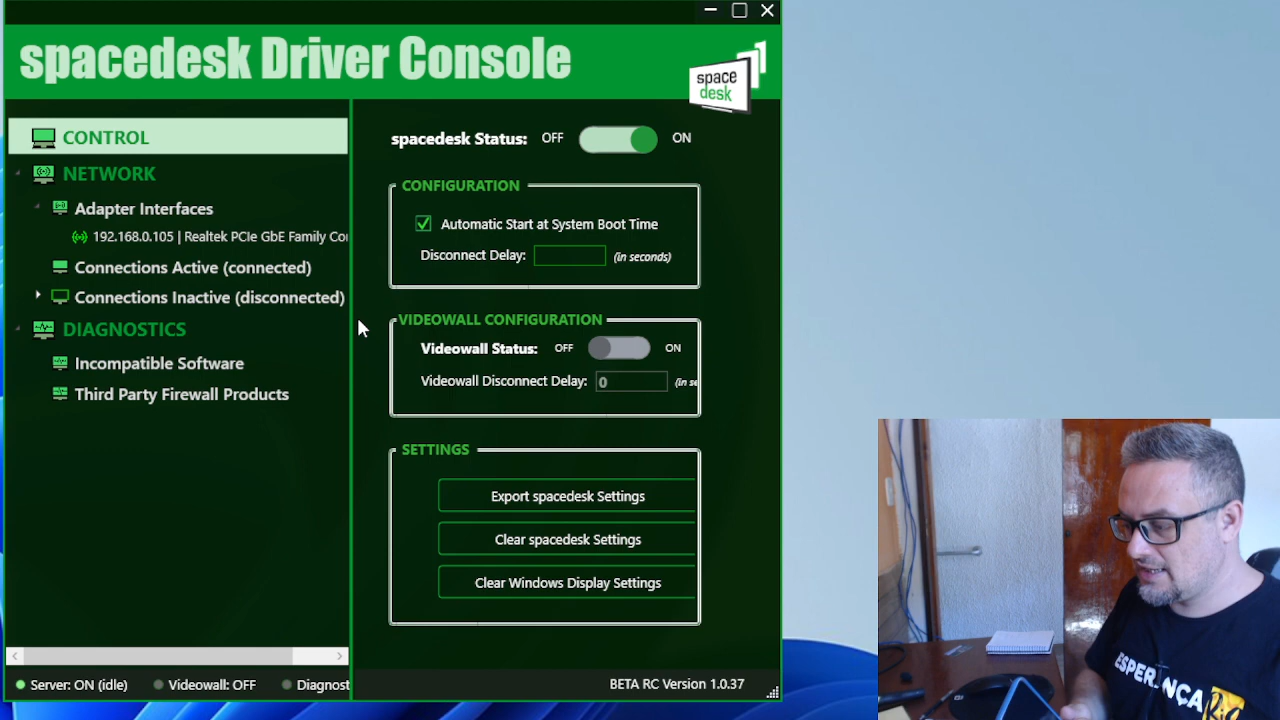 spacedesk Driver Console
space
desk
CONTROL
NETWORK
Adapter Interfaces
192.168.0.105 | Realtek PCIe GbE Family
Connections Active (connected)
Connections Inactive (disconnected)
DIAGNOSTICS
Incompatible Software
Third Party Firewall Products
spacedesk Status: OFF ON
CONFIGURATION
Automatic Start at System Boot Time
Disconnect Delay: (in seconds)
VIDEOWALL CONFIGURATION
Videowall Status: OFF ON
Videowall Disconnect Delay: 0 (in se
SETTINGS
Export spacedesk Settings
Clear spacedesk Settings
Clear Windows Display Settings
Server: ON (idle) Videowall: OFF Diagnost
BETA RC Version 1.0.37
ESPERANÇA